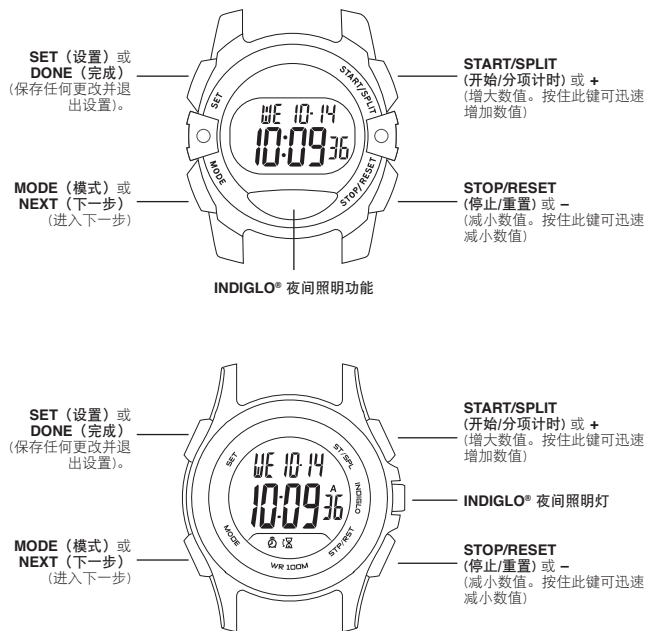 SET（设置）或
DONE（完成）
(保存任何更改并退
出设置)。
START/SPLIT
(开始/分项计时) 或 +
(增大数值。按住此键可迅速
增加数值)
SET
START/SPLIT
WE 10·14
10:09 36
MODE
STOP/RESET
MODE（模式）或
NEXT（下一步）
(进入下一步)
STOP/RESET
(停止/重置) 或 –
(减小数值。按住此键可迅速
减小数值)
INDIGLO® 夜间照明功能
SET（设置）或
DONE（完成）
(保存任何更改并退
出设置)。
START/SPLIT
(开始/分项计时) 或 +
(增大数值。按住此键可迅速
增加数值)
SET
ST/SPL
WE 10·14
A
10:09 36
INDIGLO
MODE
STP/RST
WR 100M
INDIGLO® 夜间照明灯
MODE（模式）或
NEXT（下一步）
(进入下一步)
STOP/RESET
(停止/重置) 或 –
(减小数值。按住此键可迅速
减小数值)